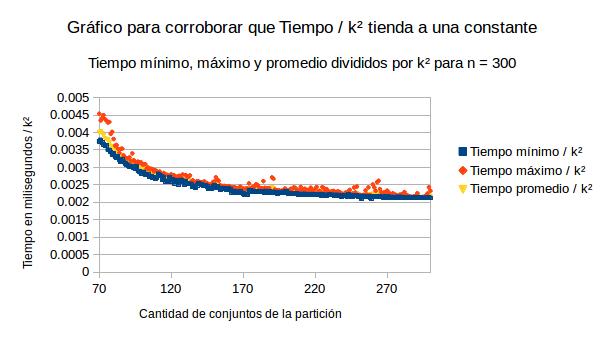 Gráfico para corroborar que Tiempo / k² tienda a una constante
Tiempo mínimo, máximo y promedio divididos por k² para n = 300
Tiempo en milisegundos / k²
0.005
0.0045
0.004
0.0035
0.003
0.0025
0.002
0.0015
0.001
0.0005
0
70
120
170
220
270
Cantidad de conjuntos de la partición
Tiempo mínimo / k²
Tiempo máximo / k²
Tiempo promedio / k²